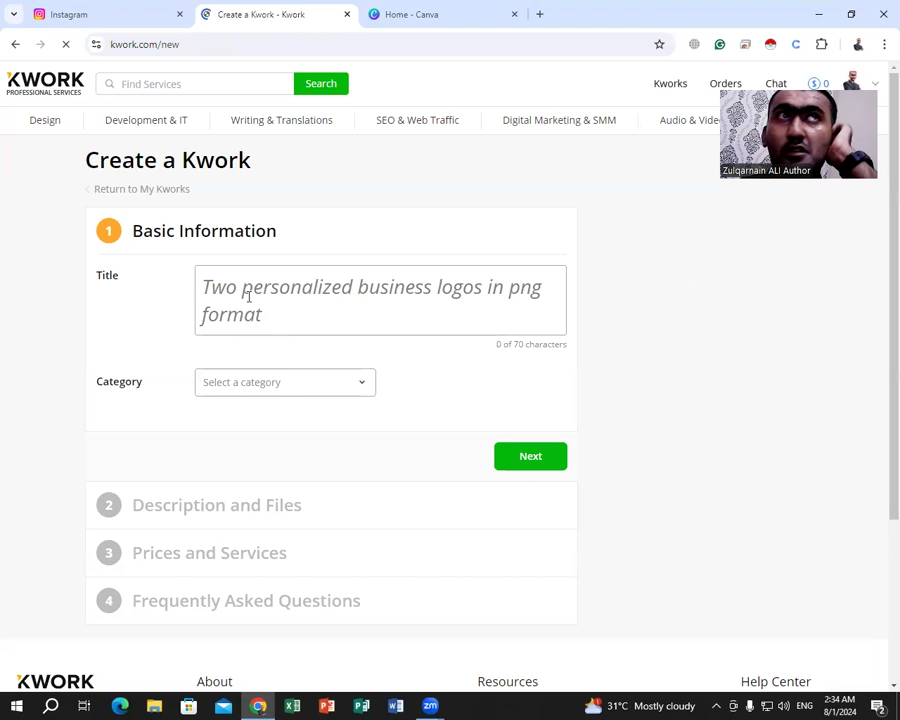 Instagram
Create a Kwork - Kwork
Home - Canva
kwork.com/new
KWORK
PROFESSIONAL SERVICES
Find Services
Search
Kworks
Orders
Chat
$ 0
Design
Development & IT
Writing & Translations
SEO & Web Traffic
Digital Marketing & SMM
Audio & Vide
Zulqarnain ALI Author
Create a Kwork
Return to My Kworks
1 Basic Information
Title
Two personalized business logos in png
format
0 of 70 characters
Category
Select a category
Next
2 Description and Files
3 Prices and Services
4 Frequently Asked Questions
KWORK
About
Resources
Help Center
31°C Mostly cloudy
ENG
2:34 AM
8/1/2024
2